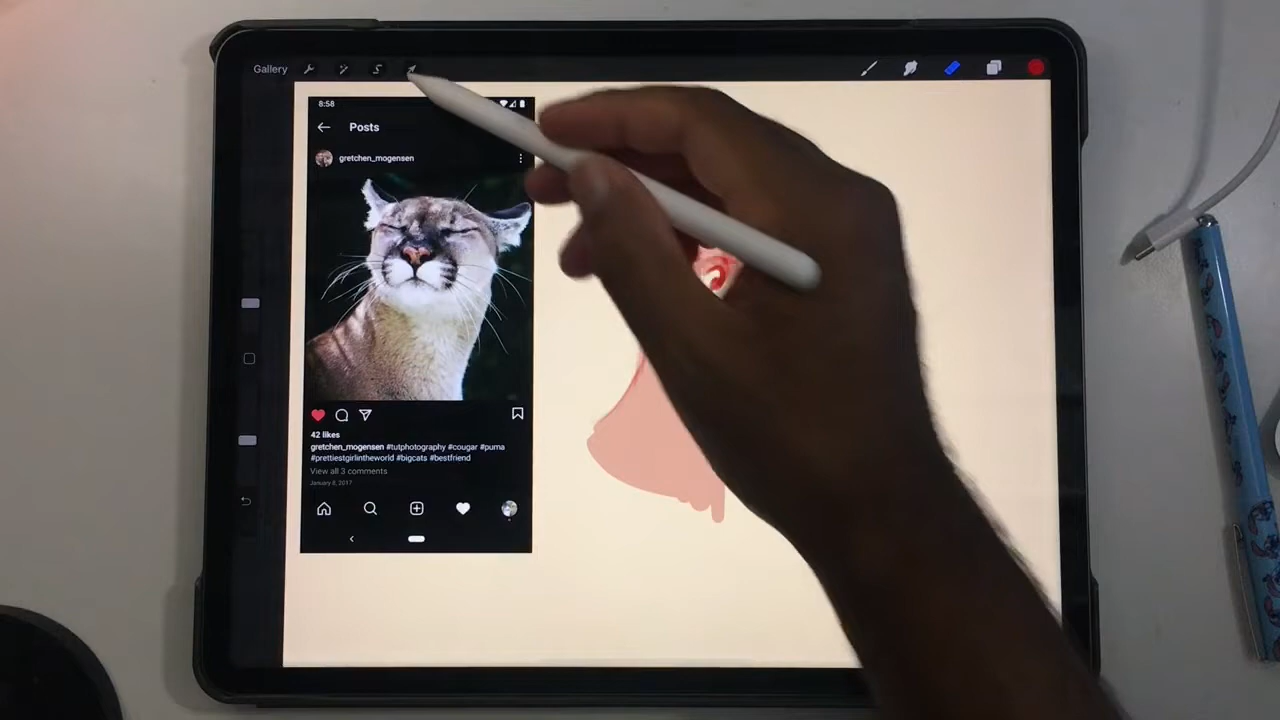 Gallery
8:58
Posts
gretchen_mogensen
42 likes
gretchen_mogensen #tutphotography #cougar #puma
#prettiestgirlintheworld #bigcats #bestfriend
View all 3 comments
January 8, 2017